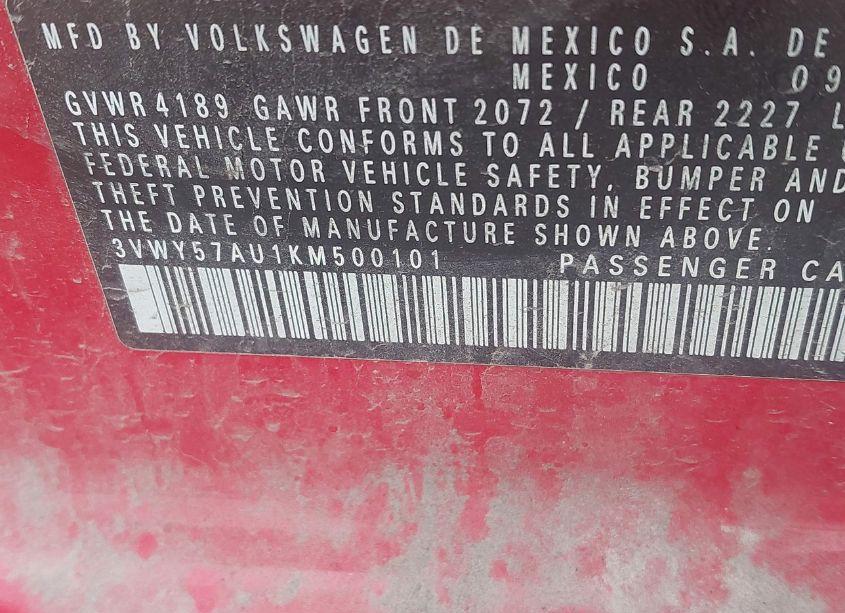 MFD BY VOLKSWAGEN DE MEXICO S.A. DE
MEXICO 09
GVWR 4189 GAWR FRONT 2072 / REAR 2227 L
THIS VEHICLE CONFORMS TO ALL APPLICABLE
FEDERAL MOTOR VEHICLE SAFETY, BUMPER AND
THEFT PREVENTION STANDARDS IN EFFECT ON
THE DATE OF MANUFACTURE SHOWN ABOVE.
3VWY57AU1KM500101 PASSENGER CA